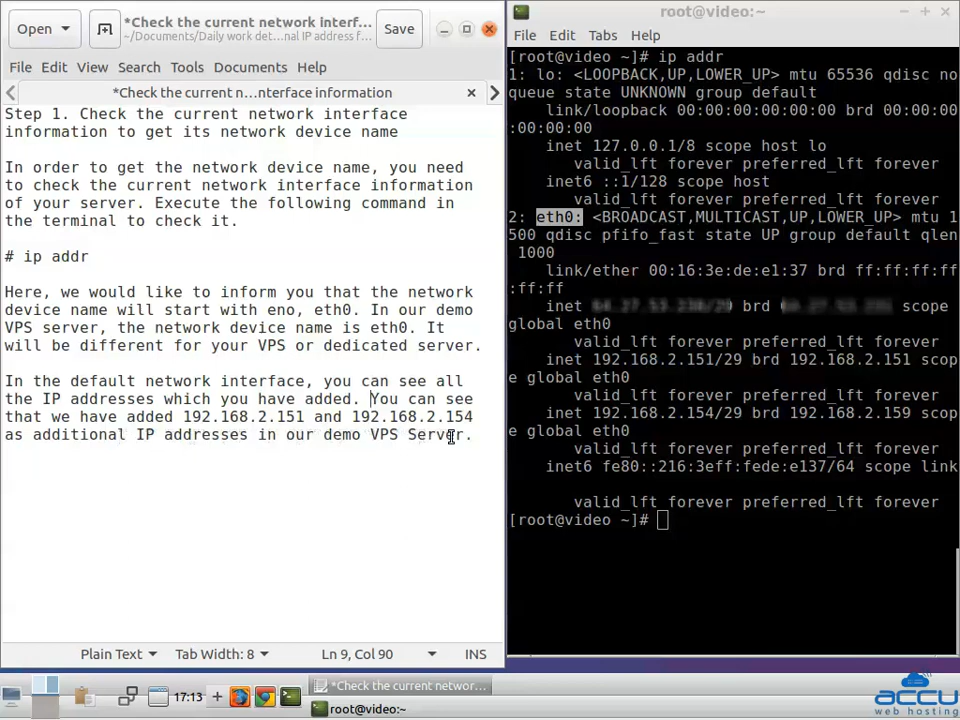 Open
*Check the current network interf...
~/Documents/Daily work det...nal IP address f...
Save
File Edit View Search Tools Documents Help
*Check the current n...nterface information
Step 1. Check the current network interface
information to get its network device name
In order to get the network device name, you need
to check the current network interface information
of your server. Execute the following command in
the terminal to check it.
# ip addr
Here, we would like to inform you that the network
device name will start with eno, eth0. In our demo
VPS server, the network device name is eth0. It
will be different for your VPS or dedicated server.
In the default network interface, you can see all
the IP addresses which you have added. You can see
that we have added 192.168.2.151 and 192.168.2.154
as additional IP addresses in our demo VPS Server.
Plain Text Tab Width: 8 Ln 9, Col 90 INS
root@video:~
File Edit Tabs Help
[root@video ~]# ip addr
1: lo: <LOOPBACK,UP,LOWER_UP> mtu 65536 qdisc no
queue state UNKNOWN group default
link/loopback 00:00:00:00:00:00 brd 00:00:00
:00:00:00
inet 127.0.0.1/8 scope host lo
valid_lft forever preferred_lft forever
inet6 ::1/128 scope host
valid_lft forever preferred_lft forever
2: eth0: <BROADCAST,MULTICAST,UP,LOWER_UP> mtu 1
500 qdisc pfifo_fast state UP group default qlen
1000
link/ether 00:16:3e:de:e1:37 brd ff:ff:ff:ff
:ff:ff
inet brd scope
global eth0
valid_lft forever preferred_lft forever
inet 192.168.2.151/29 brd 192.168.2.151 scop
e global eth0
valid_lft forever preferred_lft forever
inet 192.168.2.154/29 brd 192.168.2.159 scop
e global eth0
valid_lft forever preferred_lft forever
inet6 fe80::216:3eff:fede:e137/64 scope link
valid_lft forever preferred_lft forever
[root@video ~]#
17:13
*Check the current networ...
root@video:~
accu
web hosting